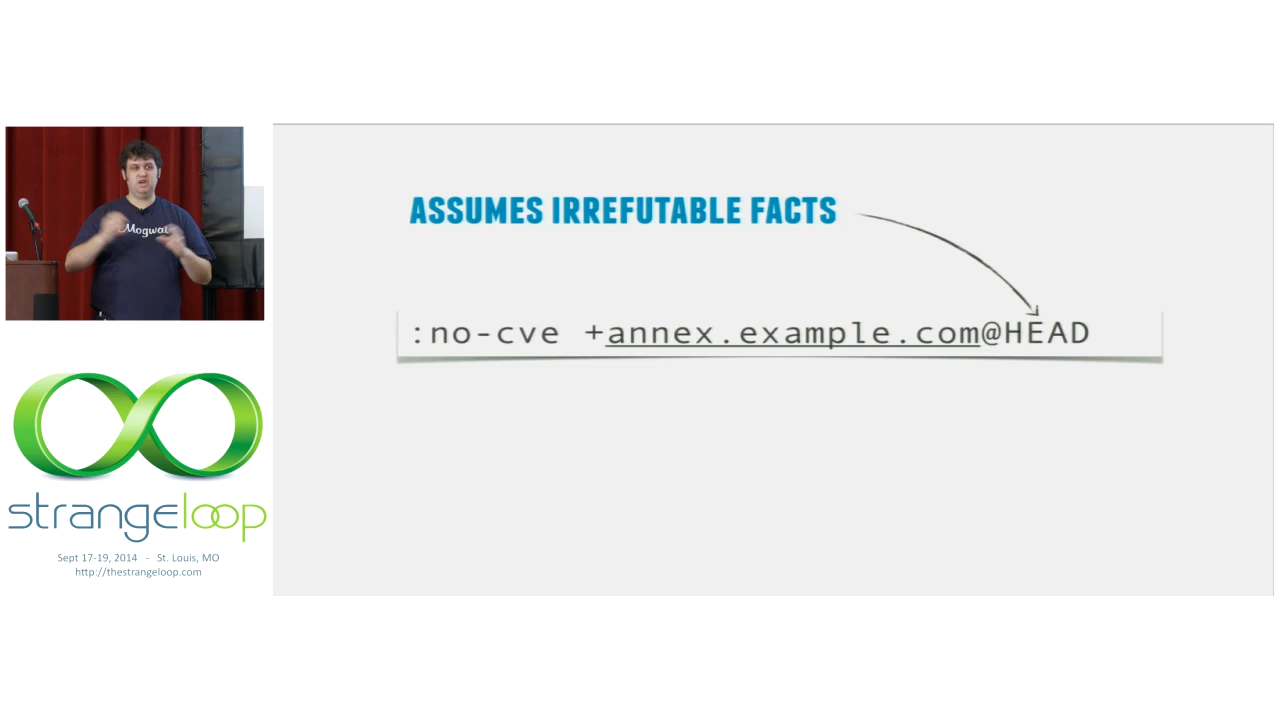 Mogwai
strangeloop
Sept 17-19, 2014 - St. Louis, MO
http://thestrangeloop.com
ASSUMES IRREFUTABLE FACTS
:no-cve +annex.example.com@HEAD